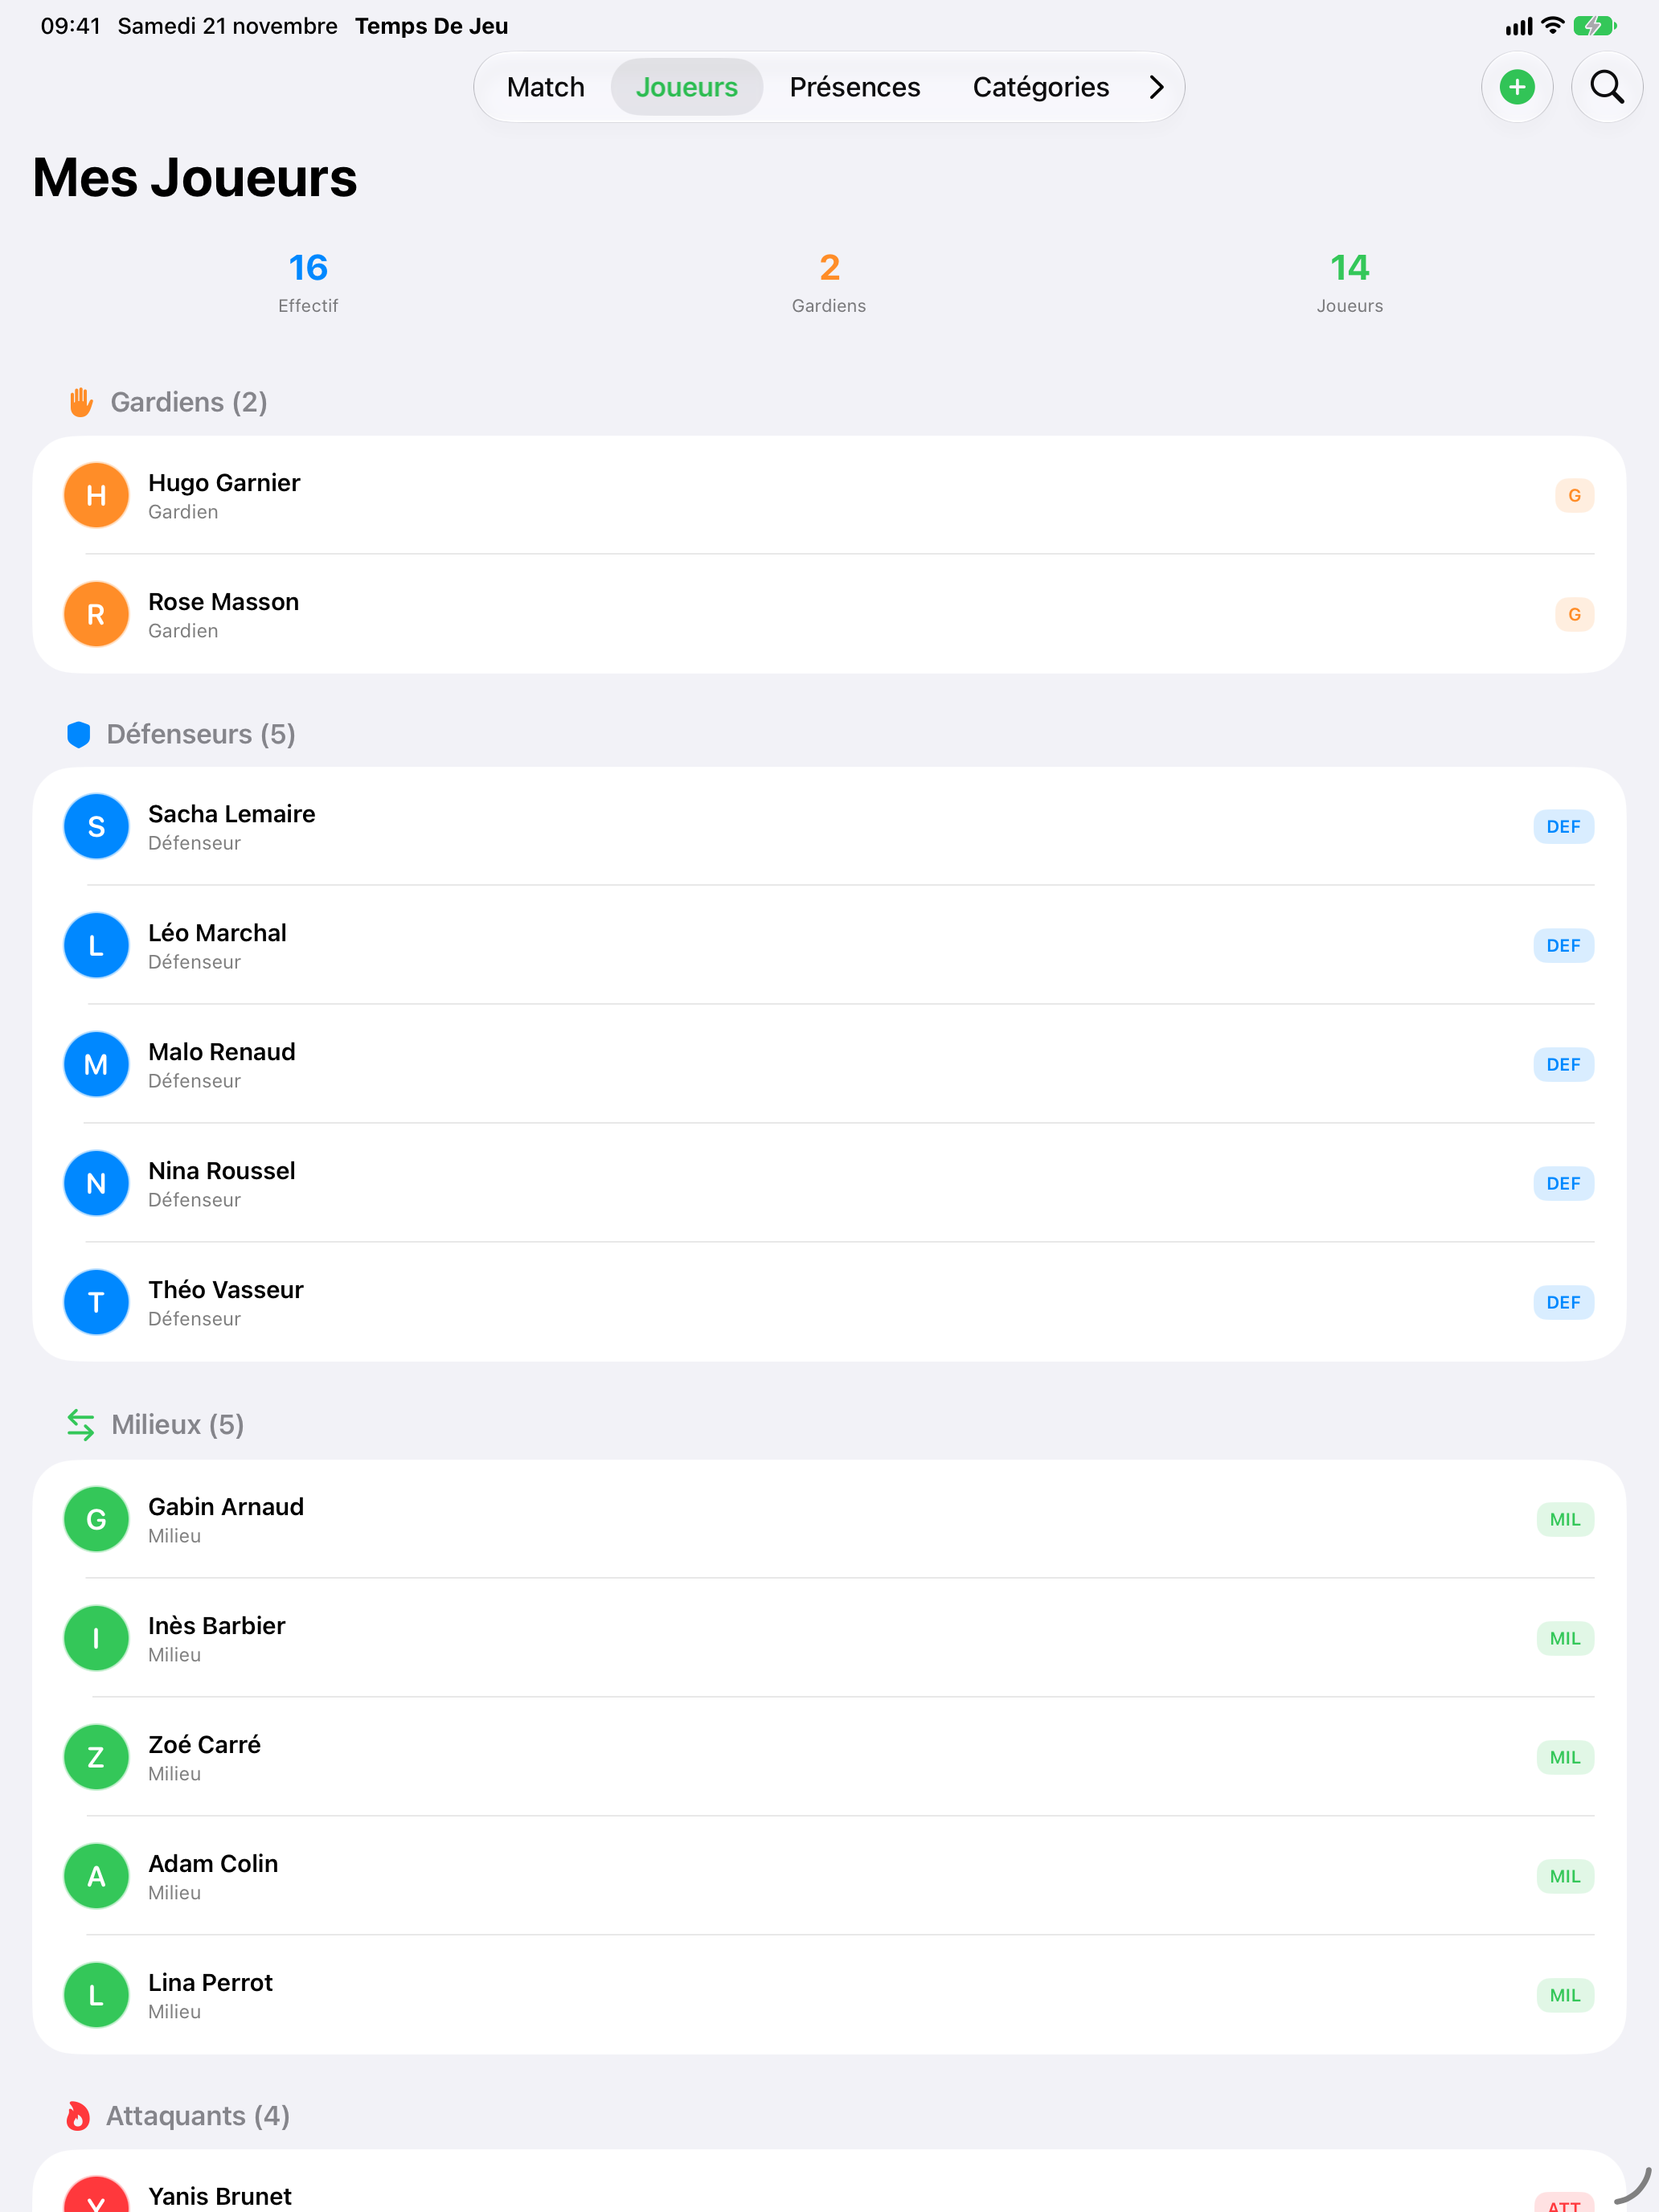 09:41 Samedi 21 novembre Temps De Jeu
Match Joueurs Présences Catégories
Mes Joueurs
16 2 14
Effectif Gardiens Joueurs
Gardiens (2)
H Hugo Garnier G
Gardien
R Rose Masson G
Gardien
Défenseurs (5)
S Sacha Lemaire DEF
Défenseur
L Léo Marchal DEF
Défenseur
M Malo Renaud DEF
Défenseur
N Nina Roussel DEF
Défenseur
T Théo Vasseur DEF
Défenseur
Milieux (5)
G Gabin Arnaud MIL
Milieu
I Inès Barbier MIL
Milieu
Z Zoé Carré MIL
Milieu
A Adam Colin MIL
Milieu
L Lina Perrot MIL
Milieu
Attaquants (4)
Y Yanis Brunet ATT